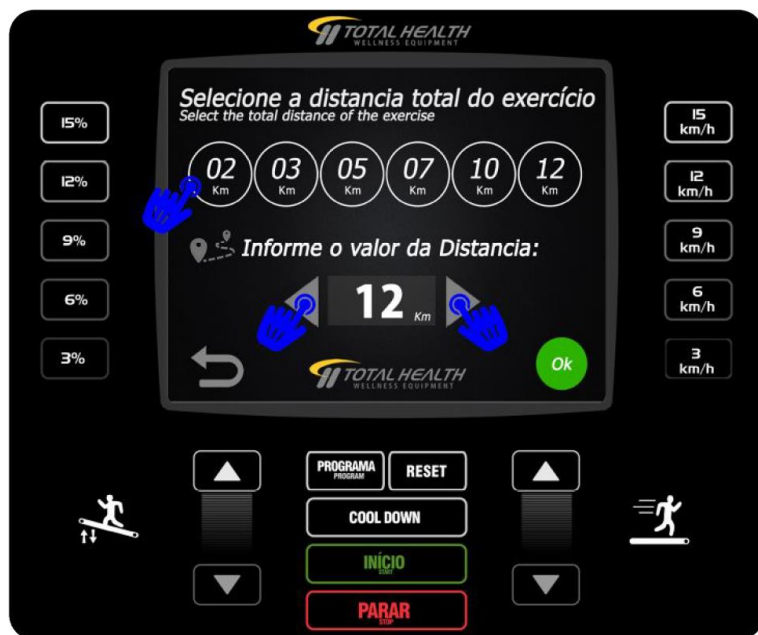 TOTAL HEALTH
WELLNESS EQUIPMENT
Selecione a distancia total do exercício
Select the total distance of the exercise
02 03 05 07 10 12
Km Km Km Km Km Km
Informe o valor da Distancia:
12 Km
Ok
TOTAL HEALTH
WELLNESS EQUIPMENT
15%
12%
9%
6%
3%
15
km/h
12
km/h
9
km/h
6
km/h
3
km/h
PROGRAMA
PROGRAM
RESET
COOL DOWN
INÍCIO
START
PARAR
STOP